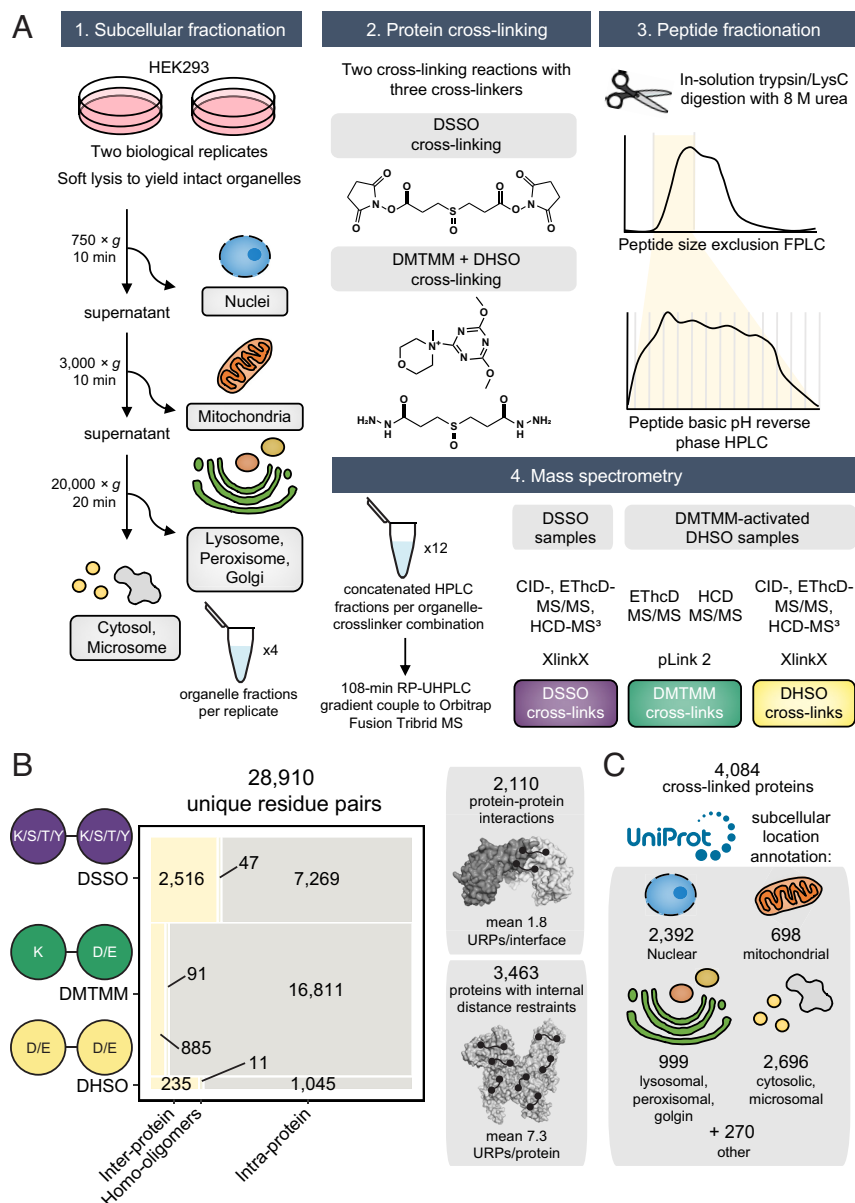 A
1. Subcellular fractionation
HEK293
Two biological replicates
Soft lysis to yield intact organelles
750 × g
10 min
Nuclei
supernatant
3,000 × g
10 min
Mitochondria
supernatant
20,000 × g
20 min
Lysosome,
Peroxisome,
Golgi
Cytosol,
Microsome
x4
organelle fractions
per replicate
2. Protein cross-linking
Two cross-linking reactions with
three cross-linkers
DSSO
cross-linking
O
O
O
O
N
O
S
O
N
O
O
O
DMTMM + DHSO
cross-linking
O
N
N⁺
N
O
N
O
O
O
H₂N
N
H
S
O
N
H
NH₂
3. Peptide fractionation
In-solution trypsin/LysC
digestion with 8 M urea
Peptide size exclusion FPLC
Peptide basic pH reverse
phase HPLC
4. Mass spectrometry
x12
concatenated HPLC
fractions per organelle-
crosslinker combination
108-min RP-UHPLC
gradient couple to Orbitrap
Fusion Tribrid MS
DSSO
samples
DMTMM-activated
DHSO samples
CID-, EThcD-
MS/MS,
HCD-MS³
EThcD
MS/MS
HCD
MS/MS
CID-, EThcD-
MS/MS,
HCD-MS³
XlinkX
pLink 2
XlinkX
DSSO
cross-links
DMTMM
cross-links
DHSO
cross-links
B
28,910
unique residue pairs
K/S/T/Y
K/S/T/Y
DSSO
2,516
47
7,269
K
D/E
DMTMM
91
16,811
885
D/E
D/E
DHSO
235
11
1,045
Inter-protein
Homo-oligomers
Intra-protein
2,110
protein-protein
interactions
mean 1.8
URPs/interface
3,463
proteins with internal
distance restraints
mean 7.3
URPs/protein
C
4,084
cross-linked proteins
UniProt
subcellular
location
annotation:
2,392
Nuclear
698
mitochondrial
999
lysosomal,
peroxisomal,
golgin
2,696
cytosolic,
microsomal
+ 270
other